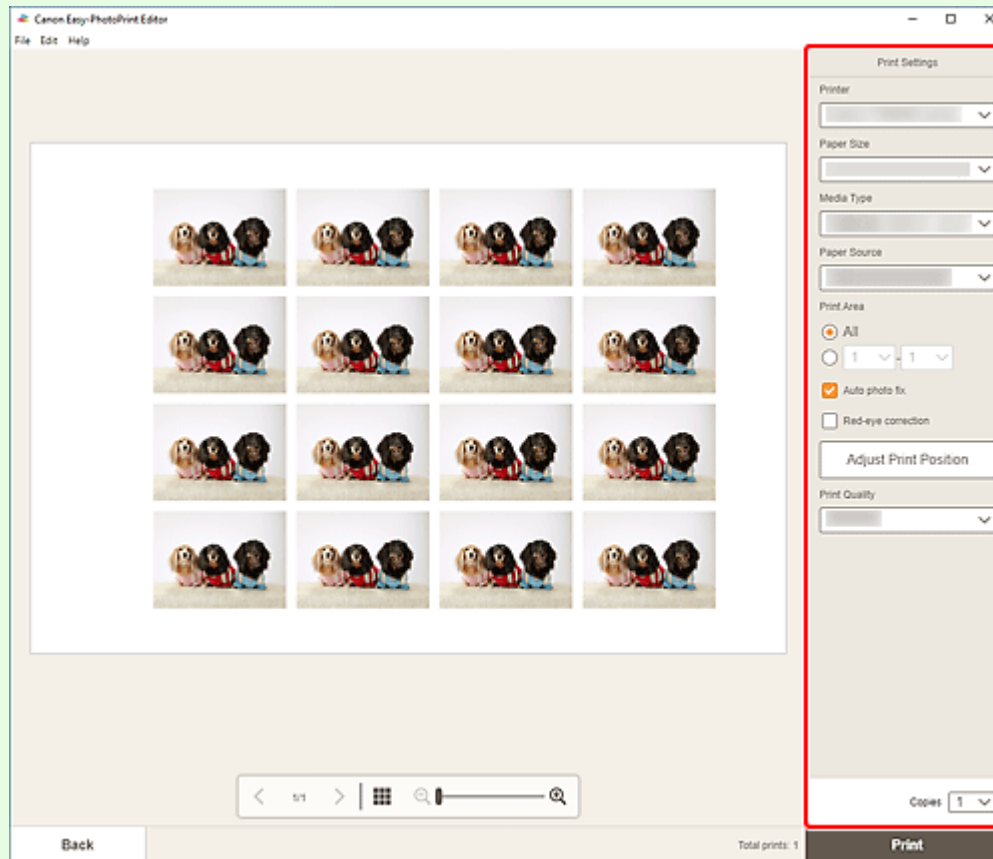 Canon Easy-PhotoPrint Editor
File Edit Help
Print Settings
Printer
Paper Size
Media Type
Paper Source
Print Area
All
1 - 1
Auto photo fix
Red-eye correction
Adjust Print Position
Print Quality
1/1
Copies 1
Back
Total prints: 1
Print